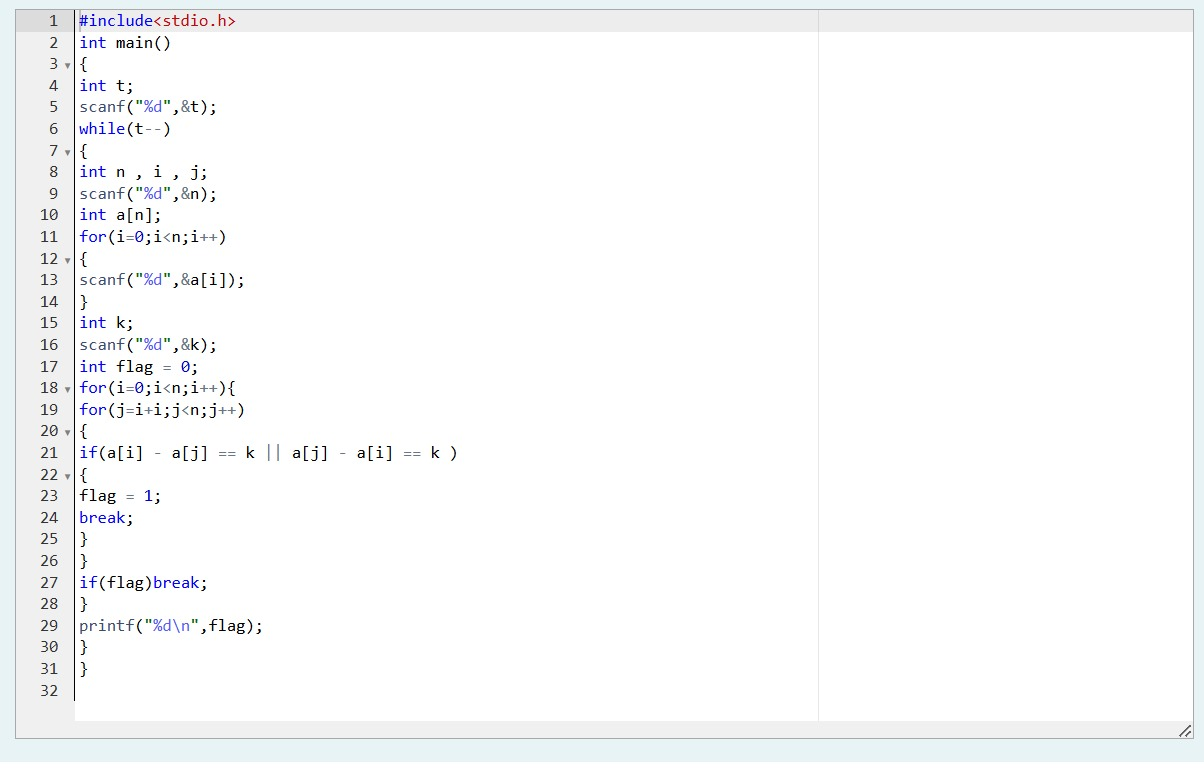 1 #include<stdio.h>
2 int main()
3 {
4 int t;
5 scanf("%d",&t);
6 while(t--)
7 {
8 int n , i , j;
9 scanf("%d",&n);
10 int a[n];
11 for(i=0;i<n;i++)
12 {
13 scanf("%d",&a[i]);
14 }
15 int k;
16 scanf("%d",&k);
17 int flag = 0;
18 for(i=0;i<n;i++){
19 for(j=i+i;j<n;j++)
20 {
21 if(a[i] - a[j] == k || a[j] - a[i] == k )
22 {
23 flag = 1;
24 break;
25 }
26 }
27 if(flag)break;
28 }
29 printf("%d\n",flag);
30 }
31 }
32